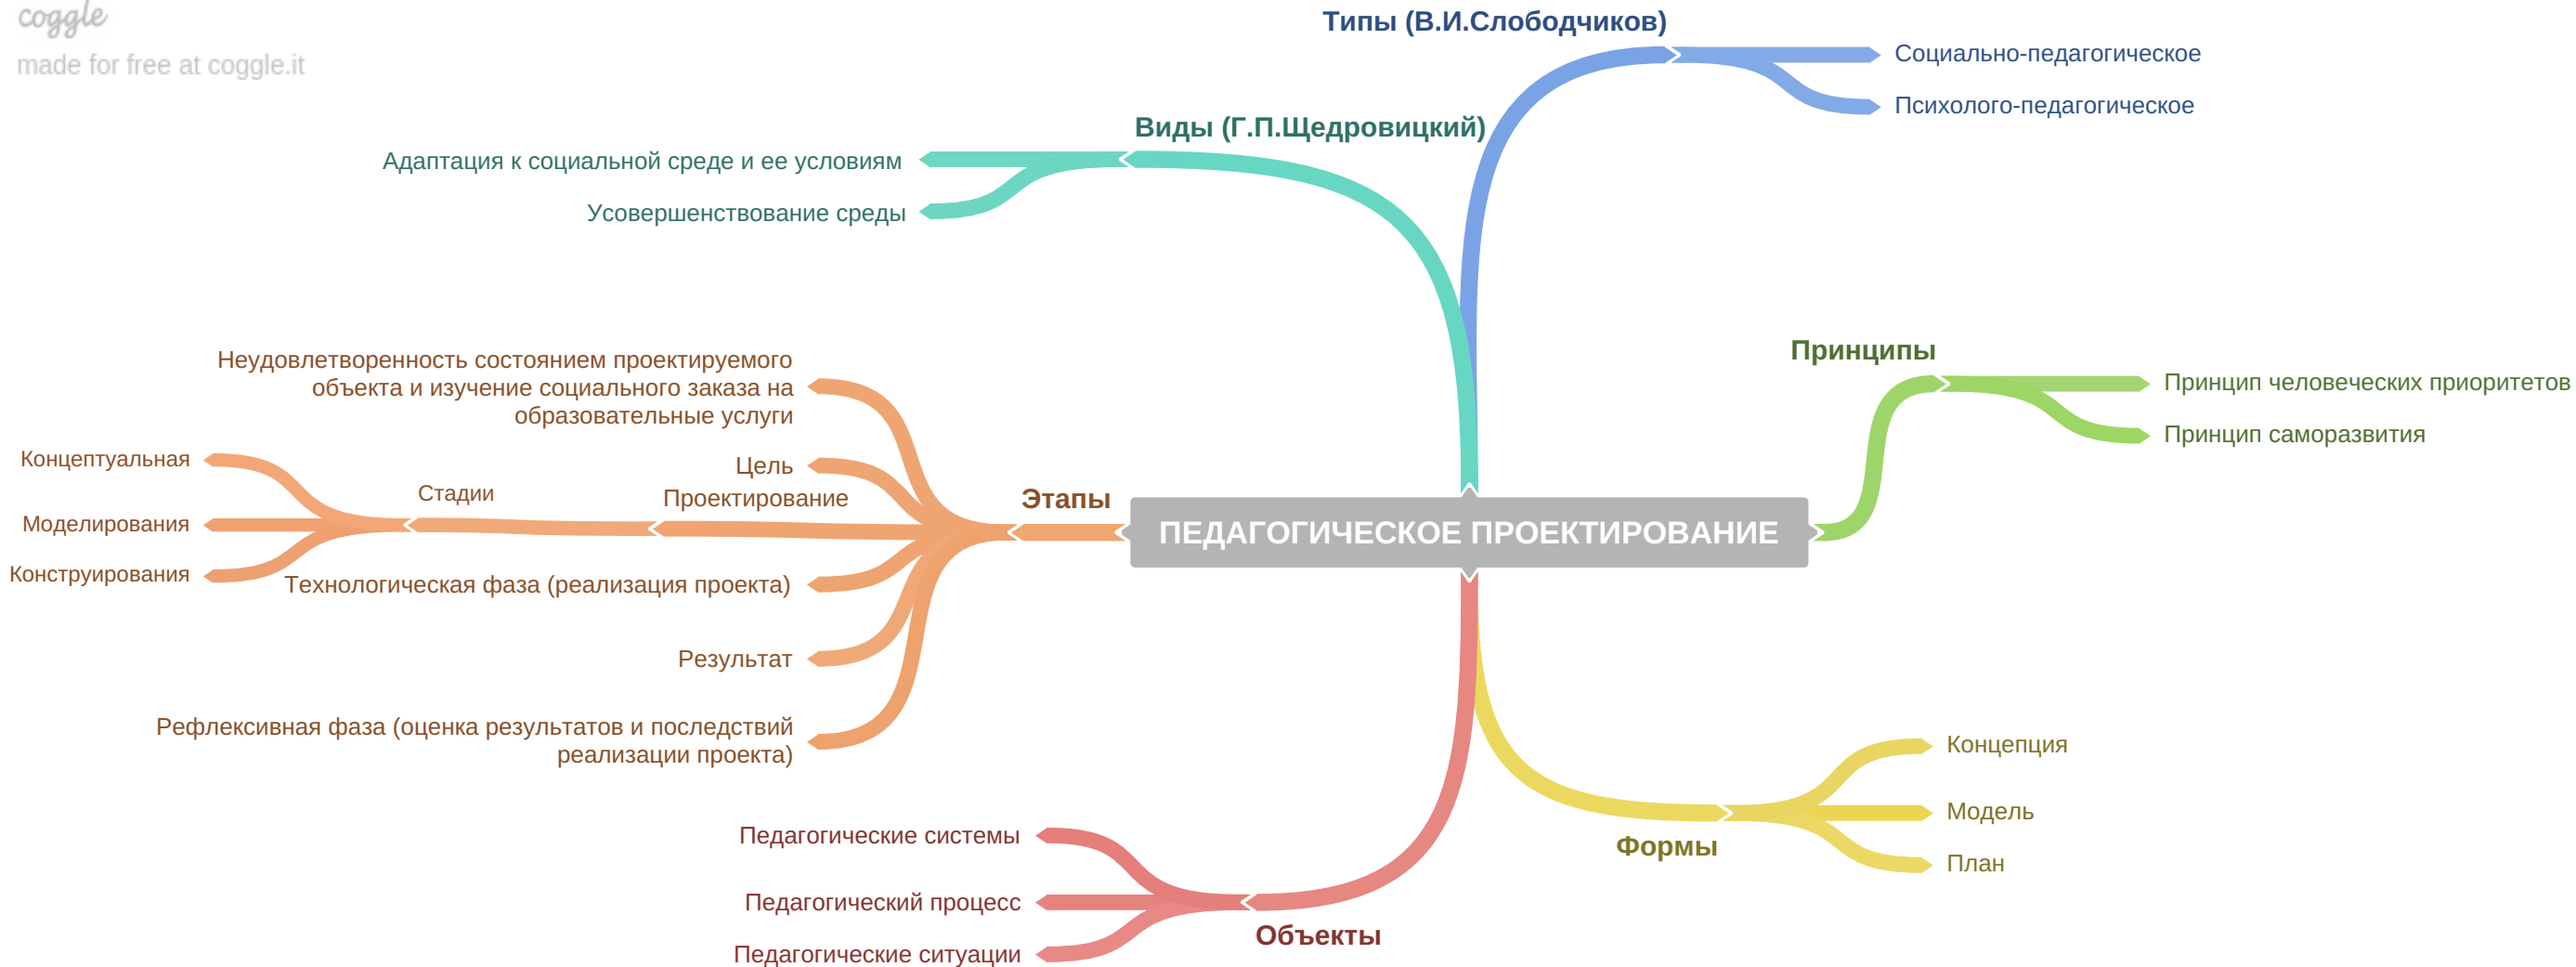 coggle
made for free at coggle.it
Типы (В.И.Слободчиков)
Социально-педагогическое
Психолого-педагогическое
Виды (Г.П.Щедровицкий)
Адаптация к социальной среде и ее условиям
Усовершенствование среды
Принципы
Принцип человеческих приоритетов
Принцип саморазвития
ПЕДАГОГИЧЕСКОЕ ПРОЕКТИРОВАНИЕ
Этапы
Неудовлетворенность состоянием проектируемого
объекта и изучение социального заказа на
образовательные услуги
Цель
Проектирование
Стадии
Концептуальная
Моделирования
Конструирования
Технологическая фаза (реализация проекта)
Результат
Рефлексивная фаза (оценка результатов и последствий
реализации проекта)
Формы
Концепция
Модель
План
Объекты
Педагогические системы
Педагогический процесс
Педагогические ситуации